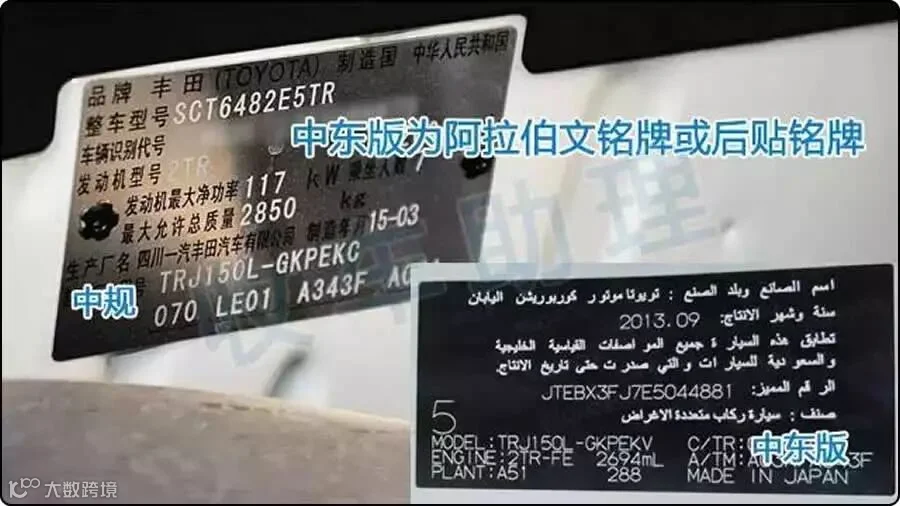 品牌 丰田(TOYOTA) 制造国 中华人民共和国
整车型号 SCT6482E5TR
车辆识别代号
发动机型号 2TR
发动机最大净功率 117 kW 乘坐人数 7
最大允许总质量 2850 kg
生产厂名 四川一汽丰田汽车有限公司 制造年月 15-03
TRJ150L-GKPEKC
070 LE01 A343F
中东版为阿拉伯文铭牌或后贴铭牌
中规
اسم الصانع وبلد الصنع : تويوتا موتور كوربوريشن اليابان
سنة وشهر الانتاج: 2013.09
تطابق هذه السيارة جميع المواصفات القياسية الخليجية
والسعودية للسيارات والتي صدرت حتى تاريخ الانتاج.
الرقم المميز: JTEBX3FJ7E5044881
صنف : سيارة ركاب متعددة الاغراض
5
MODEL:TRJ150L-GKPEKV C/TR:
ENGINE:2TR-FE 2694mL A/TM:
PLANT:A51 288 MADE IN JAPAN
中东版
大数跨境